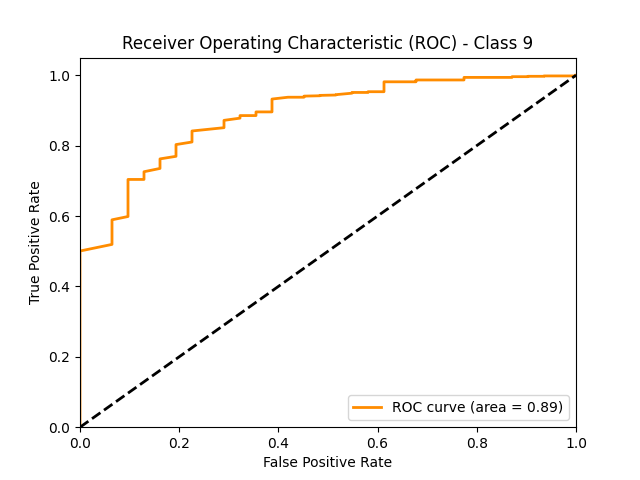 Receiver Operating Characteristic (ROC) - Class 9
True Positive Rate
1.0
0.8
0.6
0.4
0.2
0.0
ROC curve (area = 0.89)
0.0 0.2 0.4 0.6 0.8 1.0
False Positive Rate